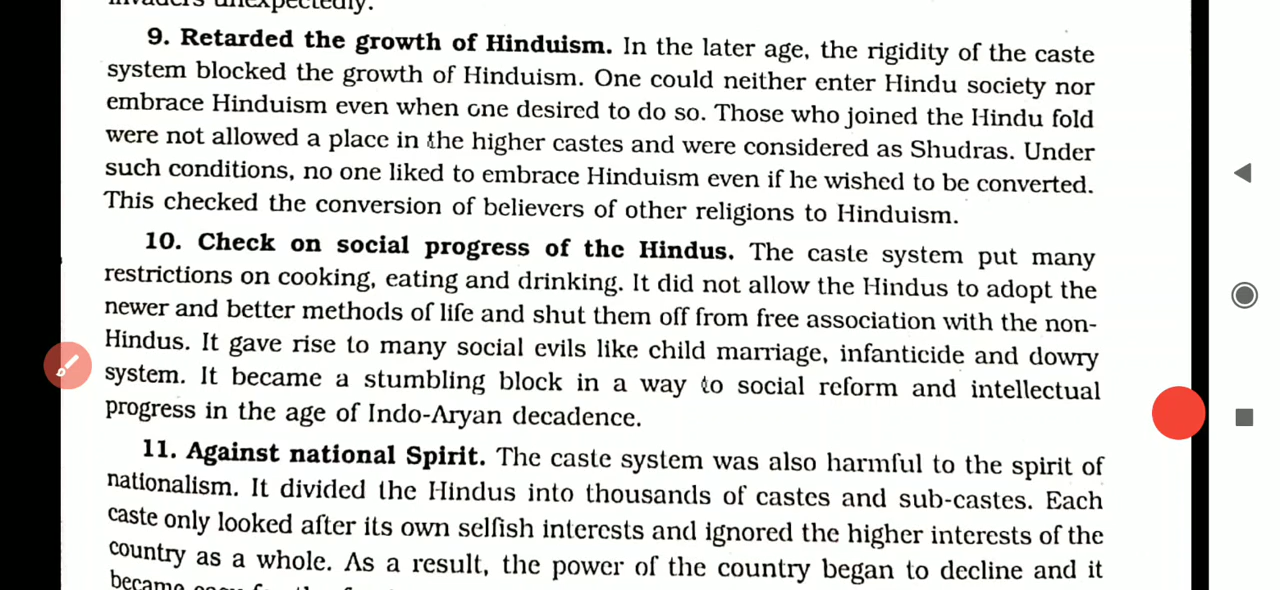 invaders unexpectedly.
9. Retarded the growth of Hinduism. In the later age, the rigidity of the caste
system blocked the growth of Hinduism. One could neither enter Hindu society nor
embrace Hinduism even when one desired to do so. Those who joined the Hindu fold
were not allowed a place in the higher castes and were considered as Shudras. Under
such conditions, no one liked to embrace Hinduism even if he wished to be converted.
This checked the conversion of believers of other religions to Hinduism.
10. Check on social progress of the Hindus. The caste system put many
restrictions on cooking, eating and drinking. It did not allow the Hindus to adopt the
newer and better methods of life and shut them off from free association with the non-
Hindus. It gave rise to many social evils like child marriage, infanticide and dowry
system. It became a stumbling block in a way to social reform and intellectual
progress in the age of Indo-Aryan decadence.
11. Against national Spirit. The caste system was also harmful to the spirit of
nationalism. It divided the Hindus into thousands of castes and sub-castes. Each
caste only looked after its own selfish interests and ignored the higher interests of the
country as a whole. As a result, the power of the country began to decline and it
became